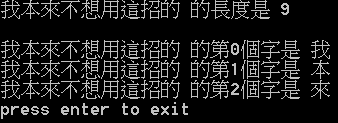 我本來不想用這招的 的長度是 9
我本來不想用這招的 的第0個字是 我
我本來不想用這招的 的第1個字是 本
我本來不想用這招的 的第2個字是 來
press enter to exit